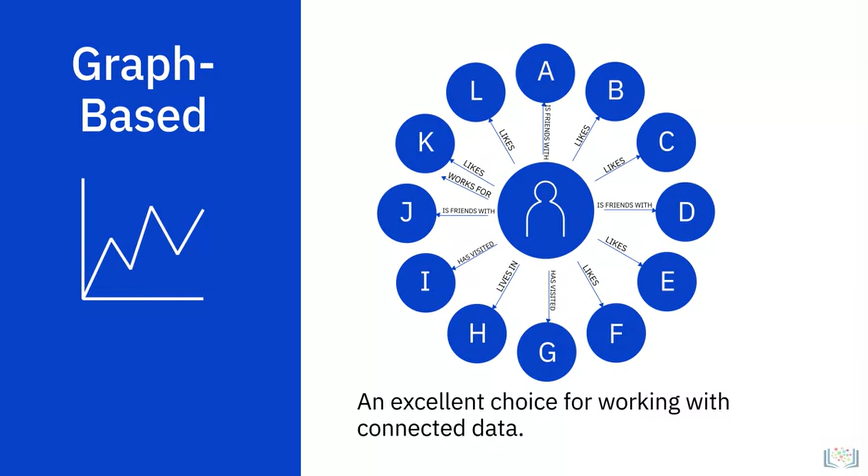 Graph-
Based
A
IS FRIENDS WITH
B
LIKES
C
LIKES
D
IS FRIENDS WITH
E
LIKES
F
LIKES
G
HAS VISITED
H
LIVES IN
I
HAS VISITED
J
IS FRIENDS WITH
K
LIKES
WORKS FOR
L
LIKES
An excellent choice for working with
connected data.